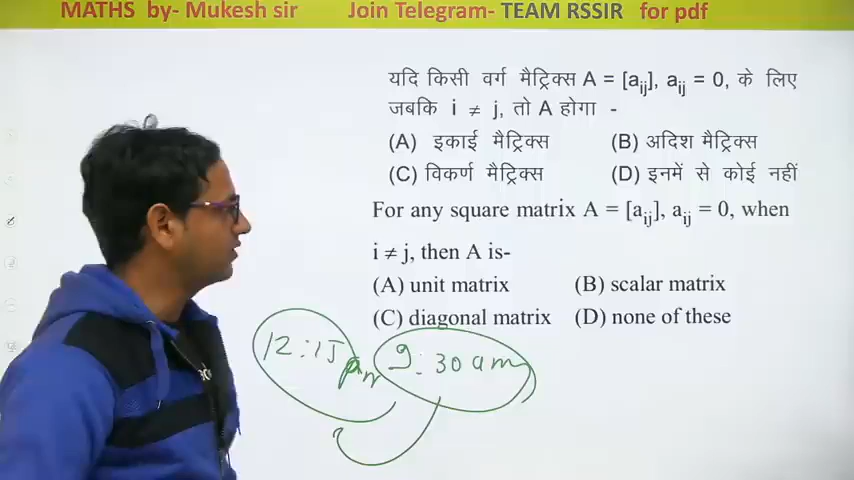 MATHS by- Mukesh sir Join Telegram- TEAM RSSIR for pdf
यदि किसी वर्ग मैट्रिक्स A = [aij], aij = 0, के लिए
जबकि i ≠ j, तो A होगा -
(A) इकाई मैट्रिक्स (B) अदिश मैट्रिक्स
(C) विकर्ण मैट्रिक्स (D) इनमें से कोई नहीं
For any square matrix A = [aij], aij = 0, when
i ≠ j, then A is-
(A) unit matrix (B) scalar matrix
(C) diagonal matrix (D) none of these
12:15 pm 9:30 am